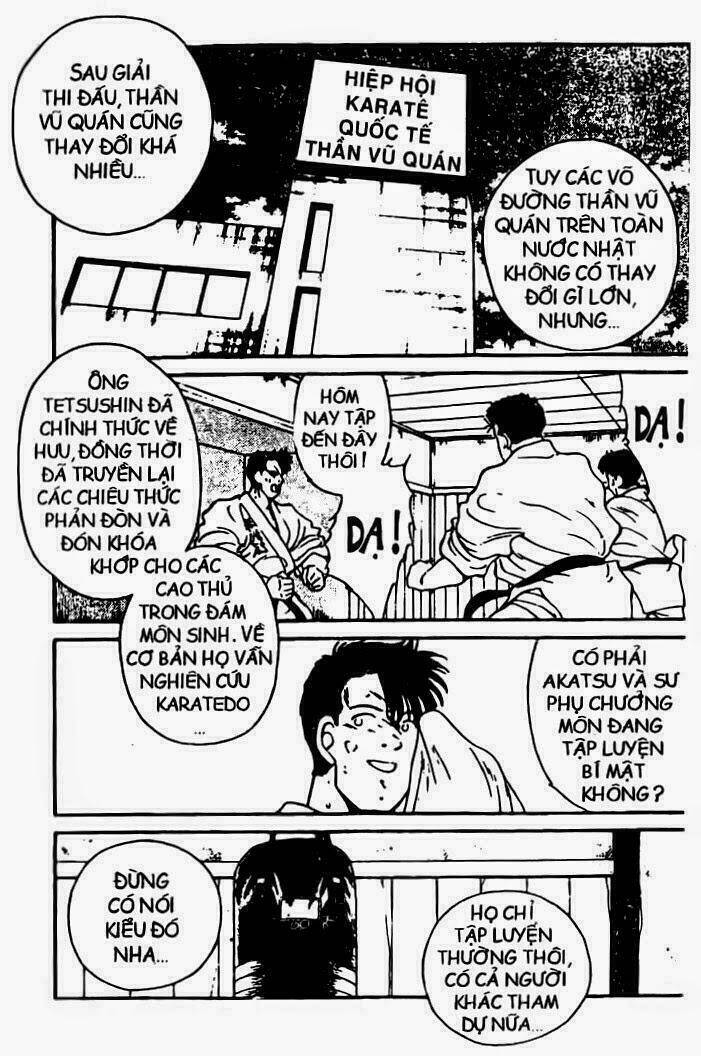 SAU GIẢI
THI ĐẤU, THẦN
VŨ QUÁN CŨNG
THAY ĐỔI KHÁ
NHIỀU...
HIỆP HỘI
KARATÊ
QUỐC TẾ
THẦN VŨ QUÁN
TUY CÁC VÕ
ĐƯỜNG THẦN VŨ
QUÁN TRÊN TOÀN
NƯỚC NHẬT
KHÔNG CÓ THAY
ĐỔI GÌ LỚN,
NHƯNG...
ÔNG
TETSUSHIN ĐÃ
CHÍNH THỨC VỀ
HƯU, ĐỒNG THỜI
ĐÃ TRUYỀN LẠI
CÁC CHIÊU THỨC
PHẢN ĐÒN VÀ
ĐÓN KHÓA
KHỚP CHO CÁC
CAO THỦ
TRONG ĐÁM
MÔN SINH. VỀ
CƠ BẢN HỌ VẪN
NGHIÊN CỨU
KARATEDO
...
HÔM
NAY TẬP
ĐẾN ĐÂY
THÔI!
DẠ!
DẠ!
CÓ PHẢI
AKATSU VÀ SƯ
PHỤ CHƯỞNG
MÔN ĐANG
TẬP LUYỆN
BÍ MẬT
KHÔNG?
ĐỪNG
CÓ NÓI
KIỂU ĐÓ
NHA...
HỌ CHỈ
TẬP LUYỆN
THƯỜNG THÔI,
CÓ CẢ NGƯỜI
KHÁC THAM
DỰ NỮA...